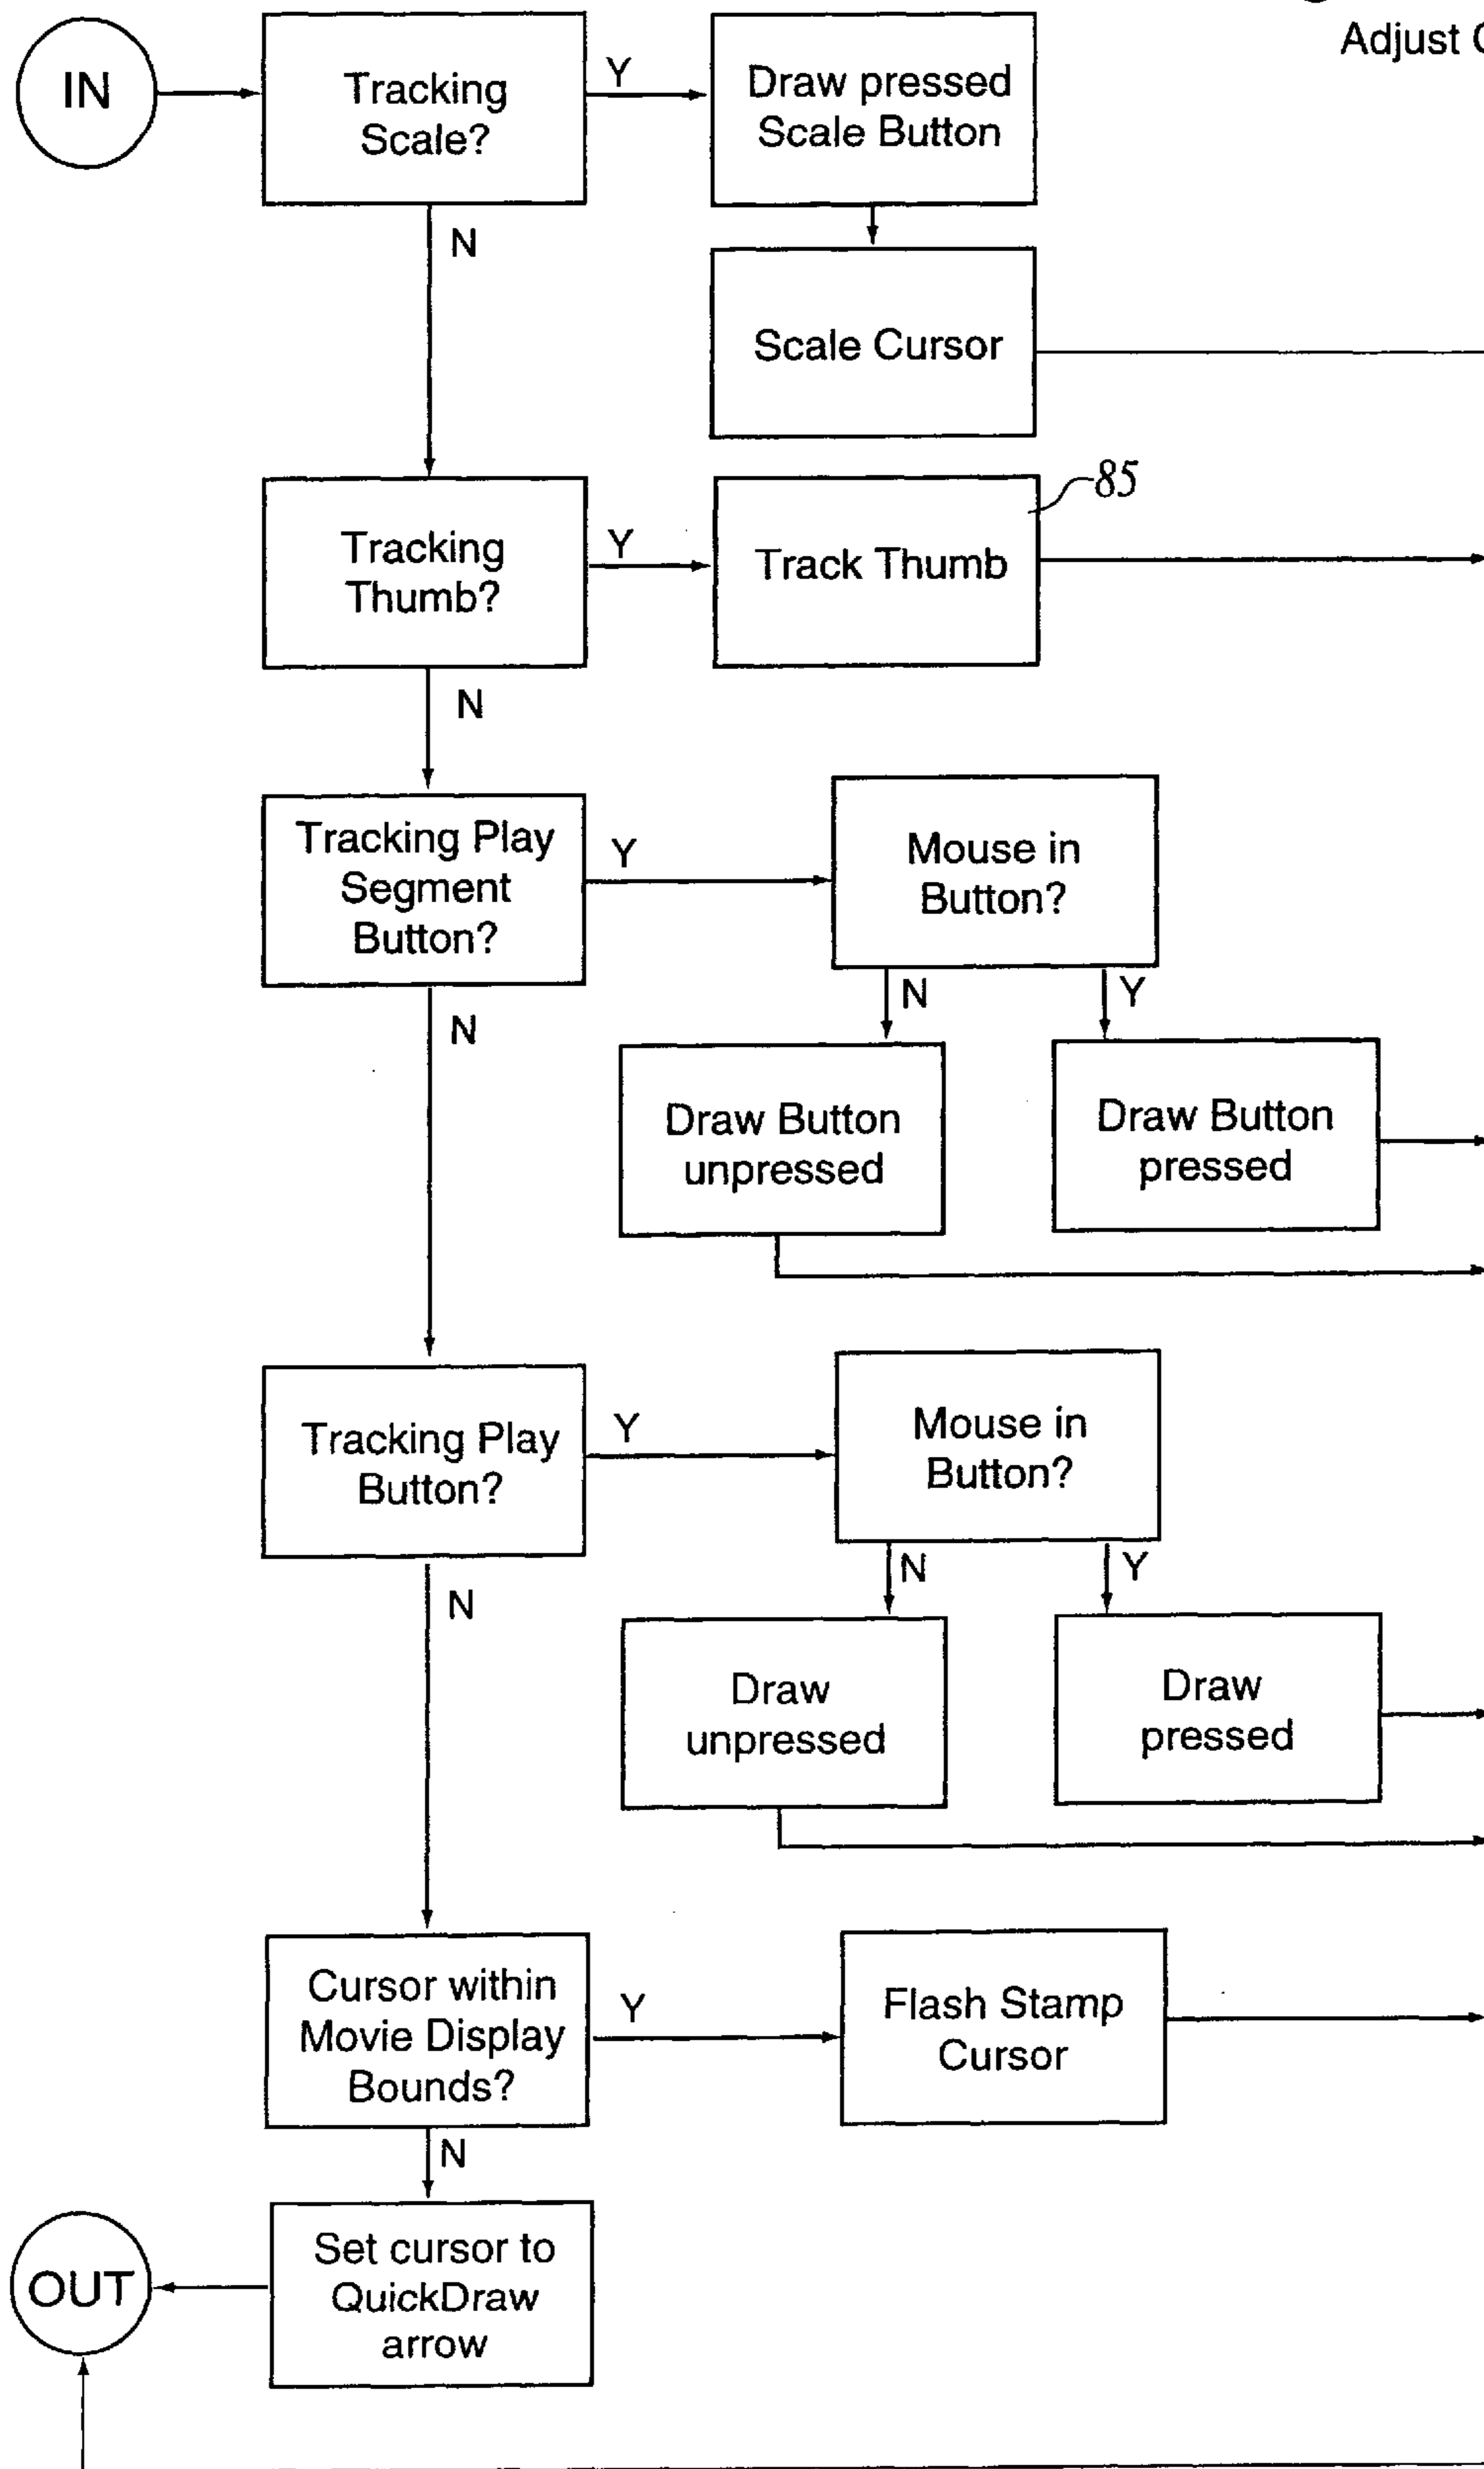 Adjust
IN
Tracking
Scale?
Y
Draw pressed
Scale Button
N
Scale Cursor
Tracking
Thumb?
Y
Track Thumb
85
N
Tracking Play
Segment
Button?
Y
Mouse in
Button?
N
N
Y
Draw Button
unpressed
Draw Button
pressed
Tracking Play
Button?
Y
Mouse in
Button?
N
N
Y
Draw
unpressed
Draw
pressed
Cursor within
Movie Display
Bounds?
Y
Flash Stamp
Cursor
N
Set cursor to
QuickDraw
arrow
OUT